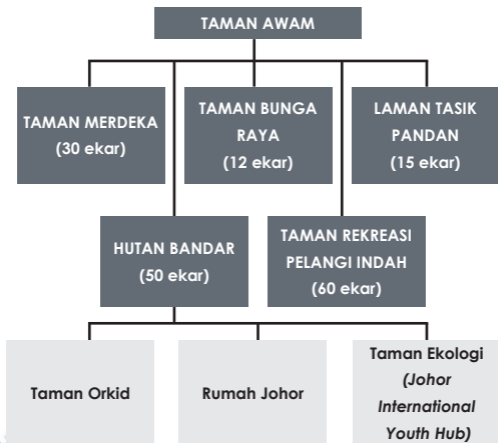 TAMAN AWAM
TAMAN MERDEKA
(30 ekar)
TAMAN BUNGA
RAYA
(12 ekar)
LAMAN TASIK
PANDAN
(15 ekar)
HUTAN BANDAR
(50 ekar)
TAMAN REKREASI
PELANGI INDAH
(60 ekar)
Taman Orkid
Rumah Johor
Taman Ekologi
(Johor
International
Youth Hub)